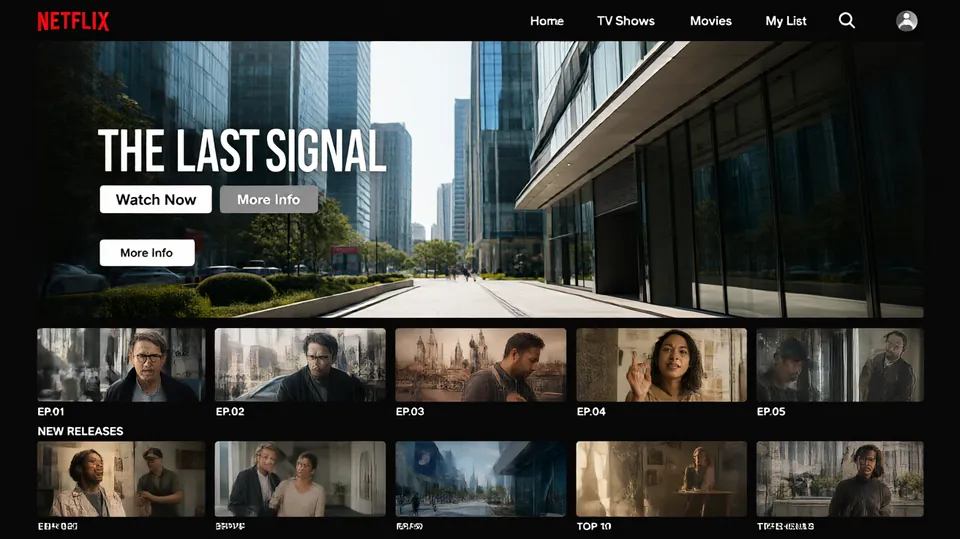 NETFLIX
Home TV Shows Movies My List
THE LAST SIGNAL
Watch Now More Info
More Info
EP.01 EP.02 EP.03 EP.04 EP.05
NEW RELEASES
TOP 10